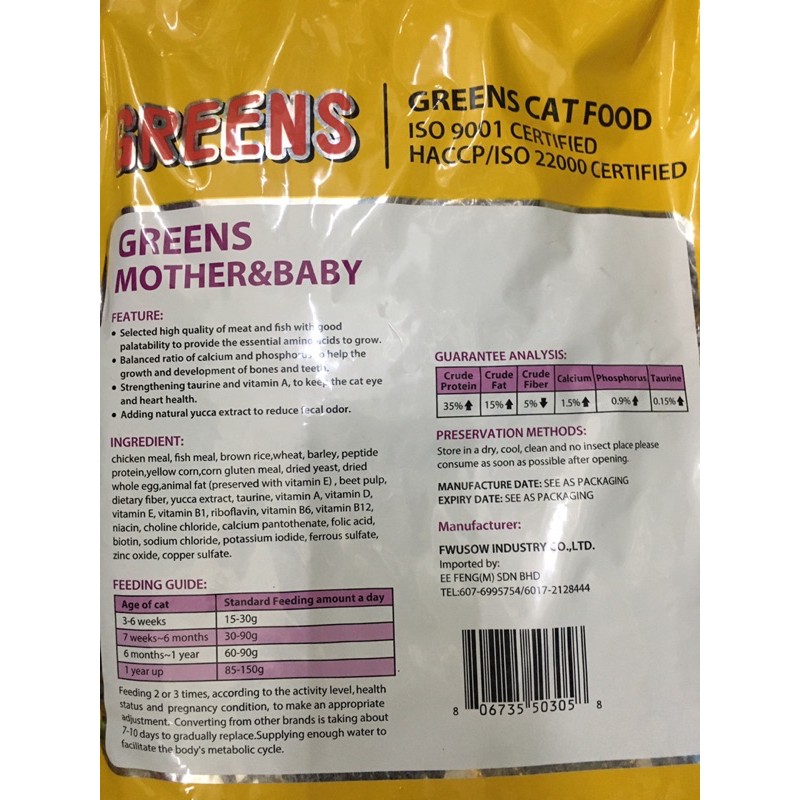 GREENS
GREENS CAT FOOD
ISO 9001 CERTIFIED
HACCP/ISO 22000 CERTIFIED
GREENS
MOTHER&BABY
FEATURE:
• Selected high quality of meat and fish with good
palatability to provide the essential amino acids to grow.
• Balanced ratio of calcium and phosphorus to help the
growth and development of bones and teeth.
• Strengthening taurine and vitamin A, to keep the cat eye
and heart health.
• Adding natural yucca extract to reduce fecal odor.
INGREDIENT:
chicken meal, fish meal, brown rice,wheat, barley, peptide
protein,yellow corn,corn gluten meal, dried yeast, dried
whole egg,animal fat (preserved with vitamin E) , beet pulp,
dietary fiber, yucca extract, taurine, vitamin A, vitamin D,
vitamin E, vitamin B1, riboflavin, vitamin B6, vitamin B12,
niacin, choline chloride, calcium pantothenate, folic acid,
biotin, sodium chloride, potassium iodide, ferrous sulfate,
zinc oxide, copper sulfate.
FEEDING GUIDE:
Age of cat Standard Feeding amount a day
3-6 weeks 15-30g
7 weeks~6 months 30-90g
6 months~1 year 60-90g
1 year up 85-150g
Feeding 2 or 3 times, according to the activity level, health
status and pregnancy condition, to make an appropriate
adjustment. Converting from other brands is taking about
7-10 days to gradually replace.Supplying enough water to
facilitate the body's metabolic cycle.
GUARANTEE ANALYSIS:
Crude Protein Crude Fat Crude Fiber Calcium Phosphorus Taurine
35%⬆ 15%⬆ 5%⬇ 1.5%⬆ 0.9%⬆ 0.15%⬆
PRESERVATION METHODS:
Store in a dry, cool, clean and no insect place please
consume as soon as possible after opening.
MANUFACTURE DATE: SEE AS PACKAGING
EXPIRY DATE: SEE AS PACKAGING
Manufacturer:
FWUSOW INDUSTRY CO.,LTD.
Imported by:
EE FENG(M) SDN BHD
TEL:607-6995754/6017-2128444
8 06735 50305 8